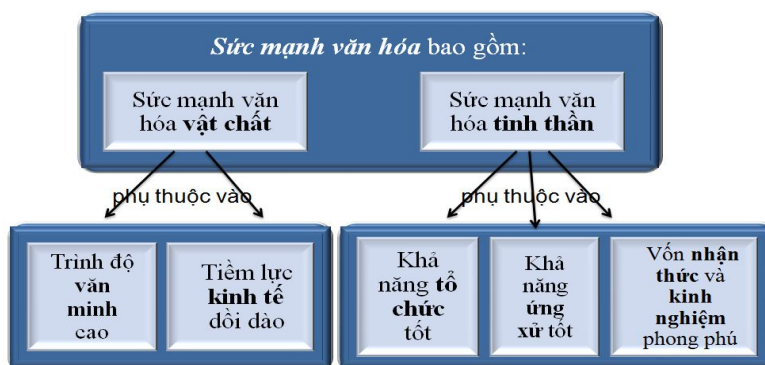 Sức mạnh văn hóa bao gồm:
Sức mạnh văn
hóa vật chất
Sức mạnh văn
hóa tinh thần
phụ thuộc vào
phụ thuộc vào
Trình độ
văn
minh
cao
Tiềm lực
kinh tế
dồi dào
Khả
năng tổ
chức
tốt
Khả
năng
ứng
xử tốt
Vốn nhận
thức và
kinh
nghiệm
phong phú